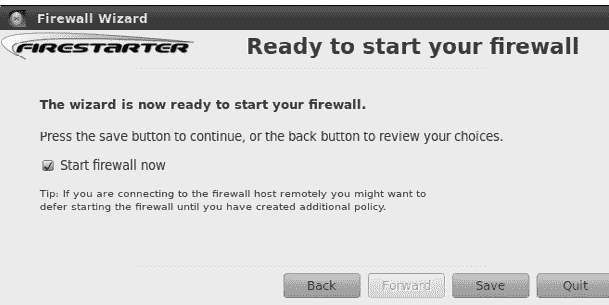 Firewall Wizard
FIRESTARTER
Ready to start your firewall
The wizard is now ready to start your firewall.
Press the save button to continue, or the back button to review your choices.
Start firewall now
Tip: If you are connecting to the firewall host remotely you might want to
defer starting the firewall until you have created additional policy.
Back Forward Save Quit